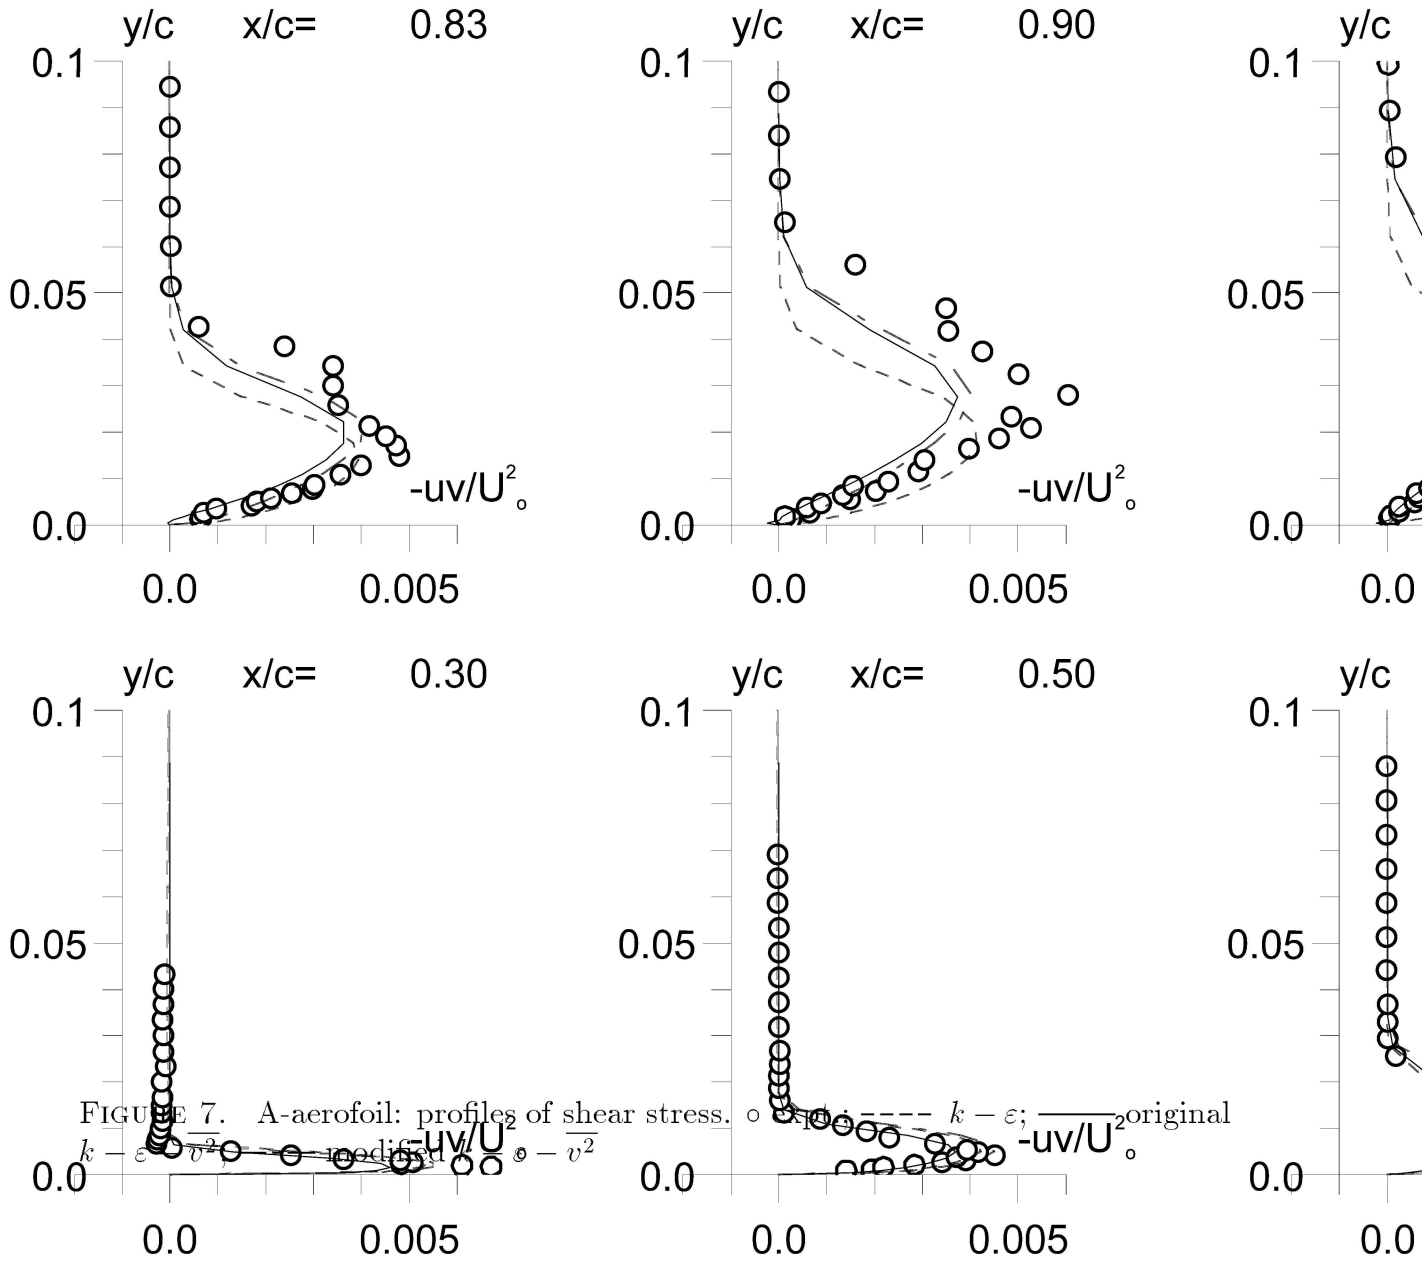 y/c x/c= 0.83 y/c x/c= 0.90 y/c
0.1 0.1 0.1
0.05 0.05 0.05
-uv/U²ₒ -uv/U²ₒ
0.0 0.0 0.0
0.0 0.005 0.0 0.005 0.0
y/c x/c= 0.30 y/c x/c= 0.50 y/c
0.1 0.1 0.1
0.05 0.05 0.05
FIGURE 7. A-aerofoil: profiles of shear stress. ○ expt.; ---- k − ε; —— original
-uv/U²ₒ -uv/U²ₒ
k − ε v²; modified ε − v²
0.0 0.0 0.0
0.0 0.005 0.0 0.005 0.0